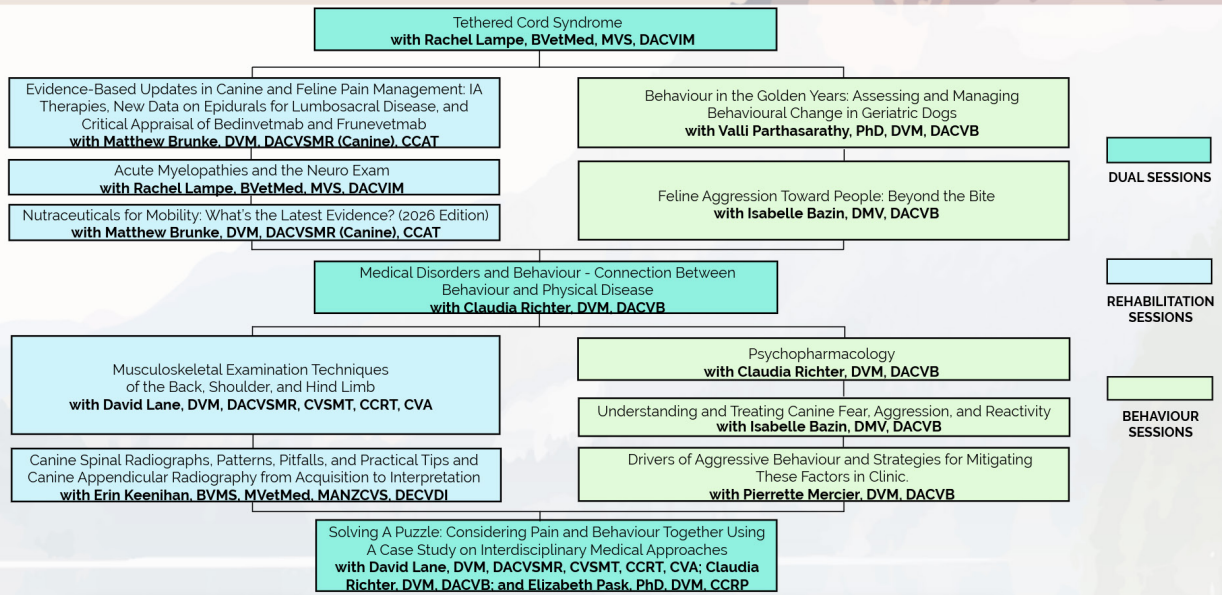 Tethered Cord Syndrome
with Rachel Lampe, BVetMed, MVS, DACVIM
Evidence-Based Updates in Canine and Feline Pain Management: IA
Therapies, New Data on Epidurals for Lumbosacral Disease, and
Critical Appraisal of Bedinvetmab and Frunevetmab
with Matthew Brunke, DVM, DACVSMR (Canine), CCAT
Acute Myelopathies and the Neuro Exam
with Rachel Lampe, BVetMed, MVS, DACVIM
Nutraceuticals for Mobility: What's the Latest Evidence? (2026 Edition)
with Matthew Brunke, DVM, DACVSMR (Canine), CCAT
Behaviour in the Golden Years: Assessing and Managing
Behavioural Change in Geriatric Dogs
with Valli Parthasarathy, PhD, DVM, DACVB
Feline Aggression Toward People: Beyond the Bite
with Isabelle Bazin, DMV, DACVB
Medical Disorders and Behaviour - Connection Between
Behaviour and Physical Disease
with Claudia Richter, DVM, DACVB
Musculoskeletal Examination Techniques
of the Back, Shoulder, and Hind Limb
with David Lane, DVM, DACVSMR, CVSMT, CCRT, CVA
Canine Spinal Radiographs, Patterns, Pitfalls, and Practical Tips and
Canine Appendicular Radiography from Acquisition to Interpretation
with Erin Keenihan, BVMS, MVetMed, MANZCVS, DECVDI
Psychopharmacology
with Claudia Richter, DVM, DACVB
Understanding and Treating Canine Fear, Aggression, and Reactivity
with Isabelle Bazin, DMV, DACVB
Drivers of Aggressive Behaviour and Strategies for Mitigating
These Factors in Clinic.
with Pierrette Mercier, DVM, DACVB
Solving A Puzzle: Considering Pain and Behaviour Together Using
A Case Study on Interdisciplinary Medical Approaches
with David Lane, DVM, DACVSMR, CVSMT, CCRT, CVA; Claudia
Richter, DVM, DACVB; and Elizabeth Pask, PhD, DVM, CCRP
DUAL SESSIONS
REHABILITATION
SESSIONS
BEHAVIOUR
SESSIONS